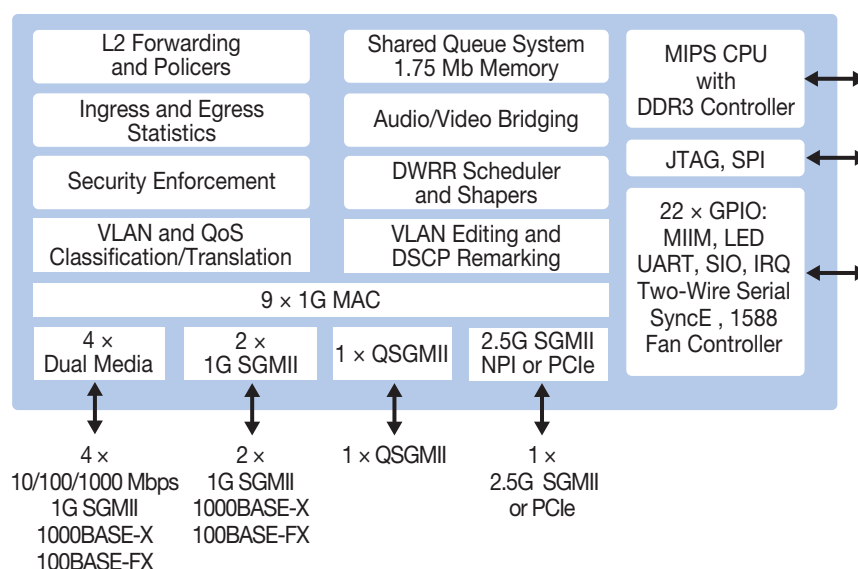 L2 Forwarding
and Policers
Shared Queue System
1.75 Mb Memory
MIPS CPU
with
DDR3 Controller
Ingress and Egress
Statistics
Audio/Video Bridging
JTAG, SPI
Security Enforcement
DWRR Scheduler
and Shapers
22 × GPIO:
MIIM, LED
UART, SIO, IRQ
Two-Wire Serial
SyncE , 1588
Fan Controller
VLAN and QoS
Classification/Translation
VLAN Editing and
DSCP Remarking
9 × 1G MAC
4 ×
Dual Media
2 ×
1G SGMII
1 × QSGMII
2.5G SGMII
NPI or PCIe
4 ×
10/100/1000 Mbps
1G SGMII
1000BASE-X
100BASE-FX
2 ×
1G SGMII
1000BASE-X
100BASE-FX
1 × QSGMII
1 ×
2.5G SGMII
or PCIe